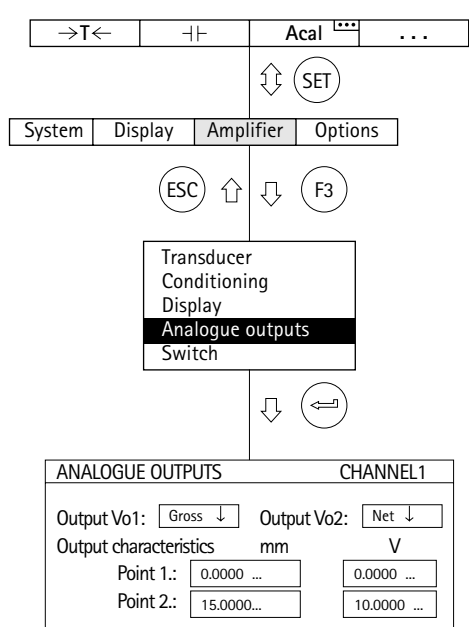 →T← ⊣⊢ Acal ...
SET
System Display Amplifier Options
ESC F3
Transducer
Conditioning
Display
Analogue outputs
Switch
ANALOGUE OUTPUTS CHANNEL1
Output Vo1: Gross ↓ Output Vo2: Net ↓
Output characteristics mm V
Point 1.: 0.0000 ... 0.0000 ...
Point 2.: 15.0000... 10.0000 ...